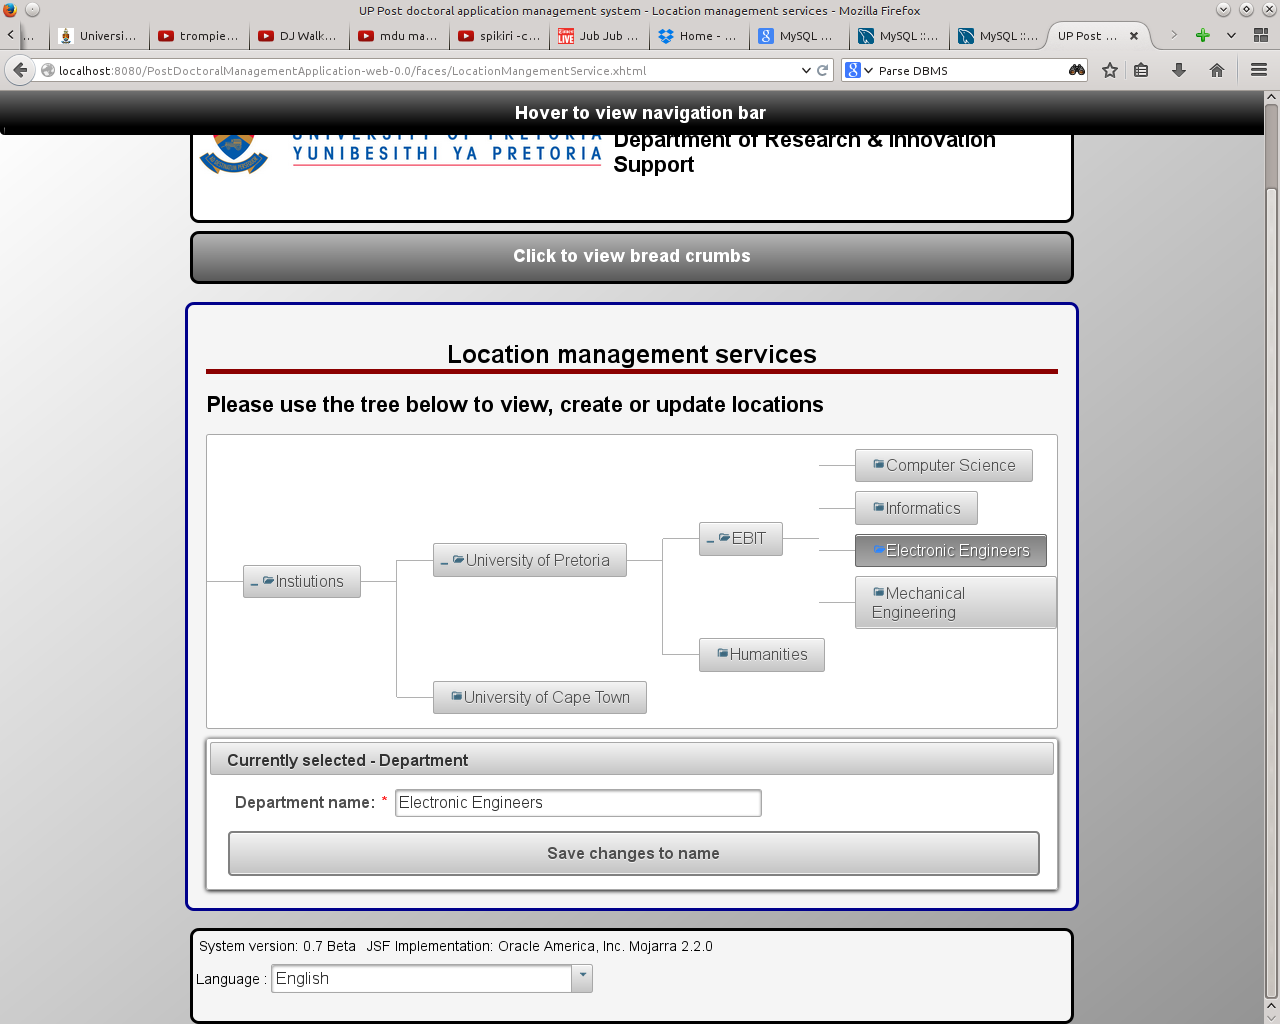 UP Post doctoral application management system - Location management services - Mozilla Firefox
... Universi... trompie... DJ Walk... mdu ma... spikiri -c... Jub Jub ... Home - ... MySQL ... MySQL ::... MySQL ::... UP Post ...
localhost:8080/PostDoctoralManagementApplication-web-0.0/faces/LocationMangementService.xhtml
Parse DBMS
Hover to view navigation bar
UNIVERSITY OF PRETORIA
YUNIBESITHI YA PRETORIA
Department of Research & Innovation
Support
Click to view bread crumbs
Location management services
Please use the tree below to view, create or update locations
Computer Science
Informatics
EBIT
Electronic Engineers
University of Pretoria
Instiutions
Mechanical
Engineering
Humanities
University of Cape Town
Currently selected - Department
Department name: * Electronic Engineers
Save changes to name
System version: 0.7 Beta JSF Implementation: Oracle America, Inc. Mojarra 2.2.0
Language : English